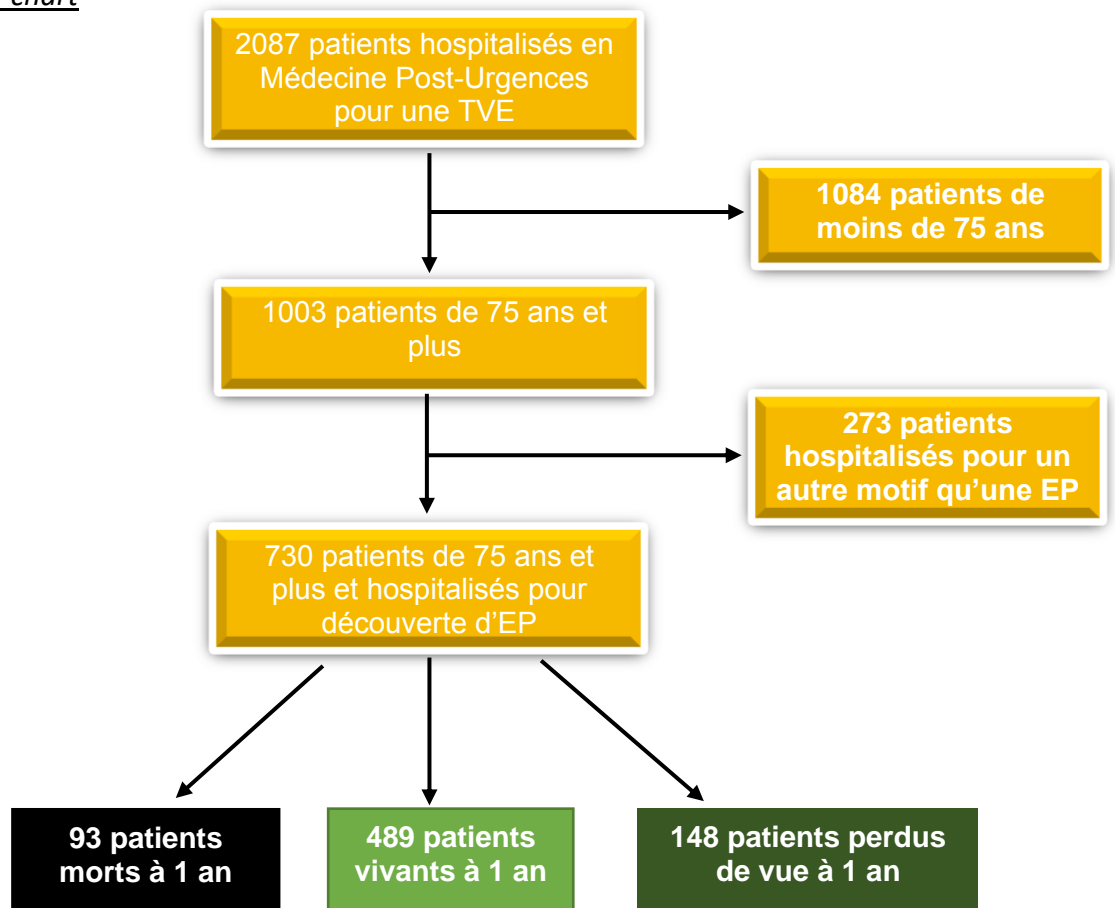 chart
2087 patients hospitalisés en
Médecine Post-Urgences
pour une TVE
1084 patients de
moins de 75 ans
1003 patients de 75 ans et
plus
273 patients
hospitalisés pour un
autre motif qu’une EP
730 patients de 75 ans et
plus et hospitalisés pour
découverte d’EP
93 patients
morts à 1 an
489 patients
vivants à 1 an
148 patients perdus
de vue à 1 an